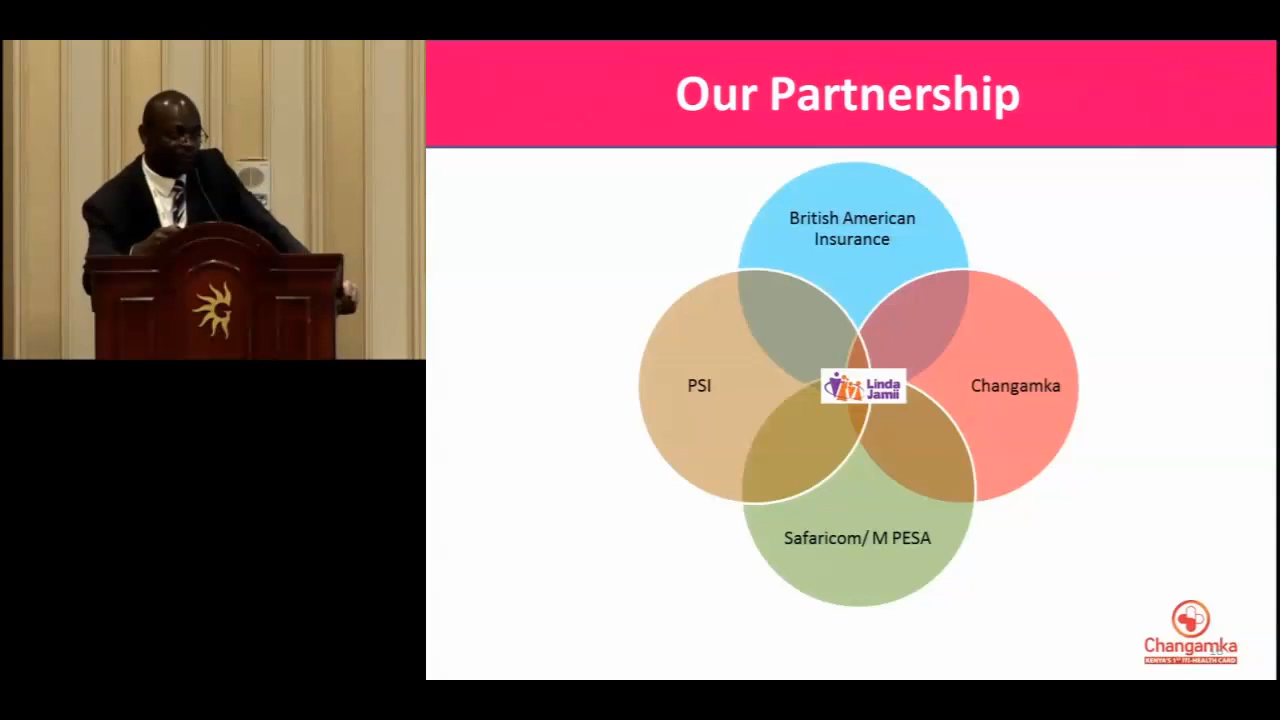 Our Partnership
British American
Insurance
PSI
Linda
Jamii
Changamka
Safaricom/ M PESA
Changamka